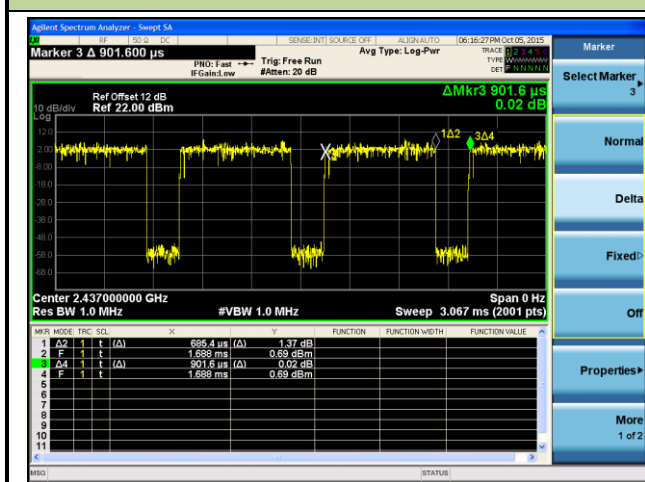 Agilent Spectrum Analyzer - Swept SA
RF 50 Ω DC SENSE:INT SOURCE OFF ALIGN AUTO 06:16:27 PM Oct 05, 2015
Marker 3 Δ 901.600 µs
PNO: Fast
IFGain:Low
Trig: Free Run
#Atten: 20 dB
Avg Type: Log-Pwr
TRACE 1 2 3 4 5 6
TYPE
DET P N N N N N
10 dB/div
Log
Ref Offset 12 dB
Ref 22.00 dBm
ΔMkr3 901.6 µs
0.02 dB
12.0
2.00
-8.00
-18.0
-28.0
-38.0
-48.0
-58.0
-68.0
1Δ2
3Δ4
Center 2.437000000 GHz Span 0 Hz
Res BW 1.0 MHz #VBW 1.0 MHz Sweep 3.067 ms (2001 pts)
MKR MODE TRC SCL X Y FUNCTION FUNCTION WIDTH FUNCTION VALUE
1 Δ2 1 t (Δ) 685.4 µs (Δ) 1.37 dB
2 F 1 t 1.688 ms 0.69 dBm
3 Δ4 1 t (Δ) 901.6 µs (Δ) 0.02 dB
4 F 1 t 1.688 ms 0.69 dBm
5
6
7
8
9
10
11
MSG STATUS
Marker
Select Marker
3
Normal
Delta
Fixed
Off
Properties
More
1 of 2